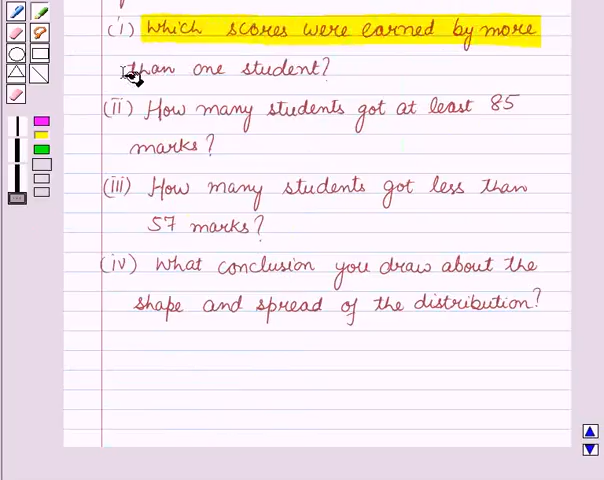 (i) Which scores were earned by more
than one student?
(ii) How many students got at least 85
marks?
(iii) How many students got less than
57 marks?
(iv) What conclusion you draw about the
shape and spread of the distribution?